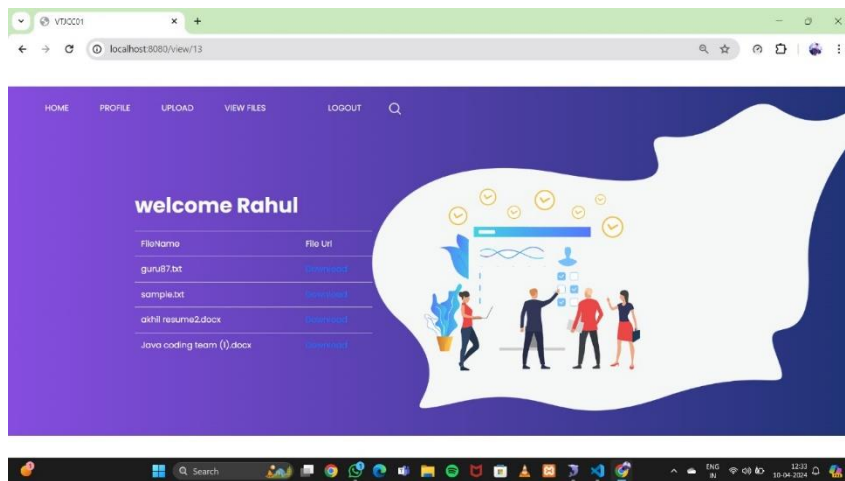 VTJCC01
localhost:8080/view/13
HOME PROFILE UPLOAD VIEW FILES LOGOUT
welcome Rahul
FileName File Url
guru87.txt Download
sample.txt Download
akhil resume2.docx Download
Java coding team (1).docx Download
Search ENG 12:33
IN 10-04-2024